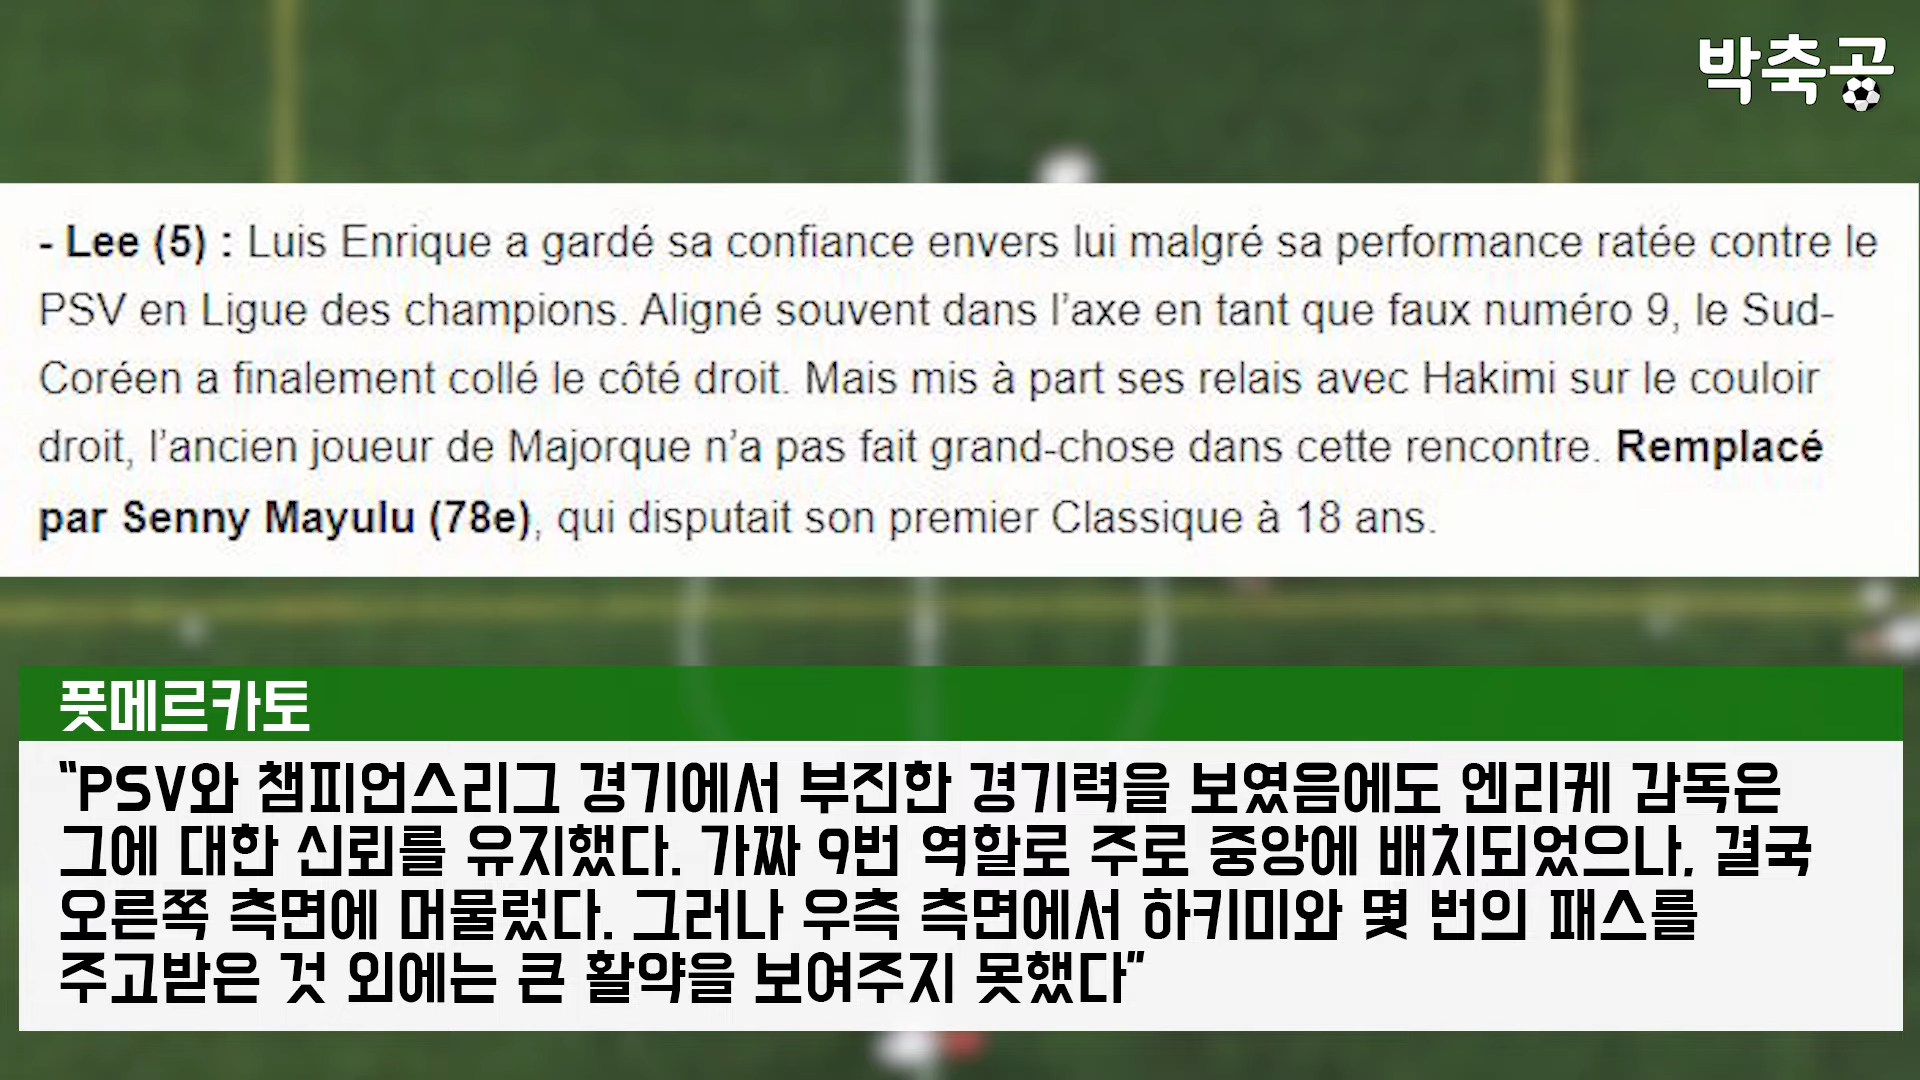 박축공
- Lee (5) : Luis Enrique a gardé sa confiance envers lui malgré sa performance ratée contre le
PSV en Ligue des champions. Aligné souvent dans l’axe en tant que faux numéro 9, le Sud-
Coréen a finalement collé le côté droit. Mais mis à part ses relais avec Hakimi sur le couloir
droit, l’ancien joueur de Majorque n’a pas fait grand-chose dans cette rencontre. Remplacé
par Senny Mayulu (78e), qui disputait son premier Classique à 18 ans.
풋메르카토
“PSV와 챔피언스리그 경기에서 부진한 경기력을 보였음에도 엔리케 감독은
그에 대한 신뢰를 유지했다. 가짜 9번 역할로 주로 중앙에 배치되었으나, 결국
오른쪽 측면에 머물렀다. 그러나 우측 측면에서 하키미와 몇 번의 패스를
주고받은 것 외에는 큰 활약을 보여주지 못했다”